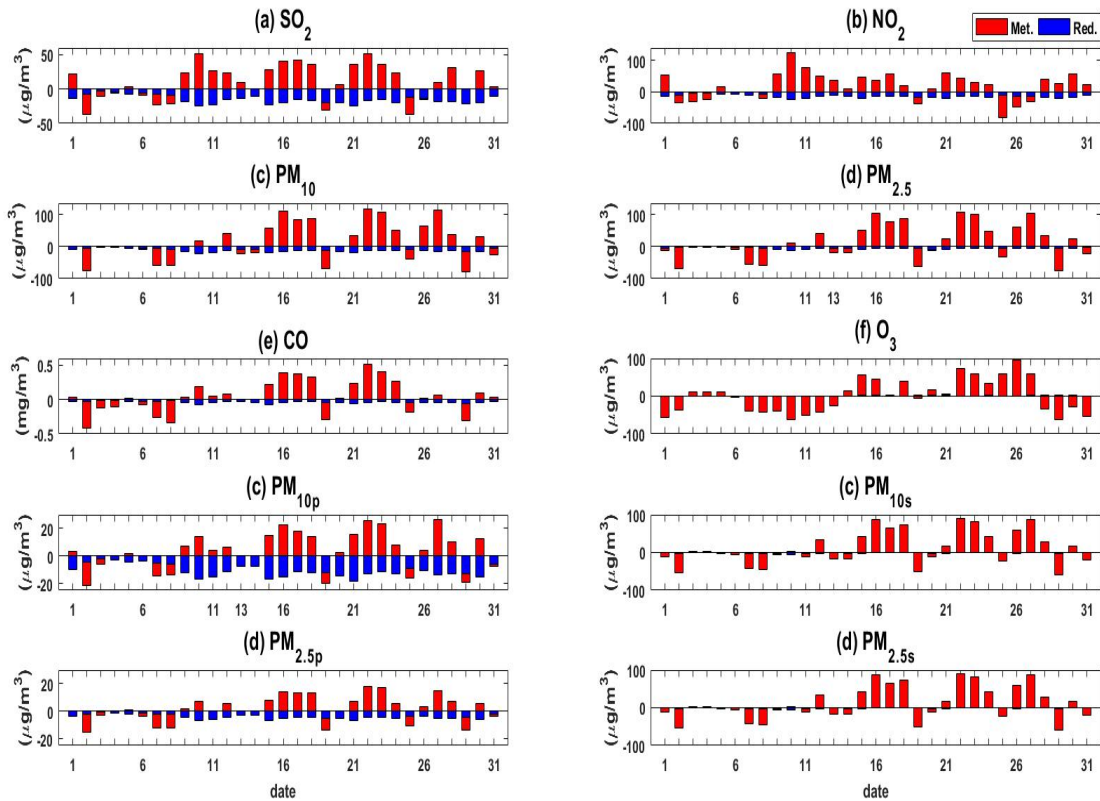 (a) SO2
(b) NO2
Met. Red.
(μg/m3)
50
0
-50
1 6 11 16 21 26 31
100
0
-100
1 6 11 16 21 26 31
(c) PM10
(d) PM2.5
(μg/m3)
100
0
-100
1 6 11 16 21 26 31
(μg/m3)
100
0
-100
1 6 11 13 16 21 26 31
(e) CO
(f) O3
(mg/m3)
0.5
0
-0.5
1 6 11 16 21 26 31
(μg/m3)
100
0
-100
1 6 11 16 21 26 31
(c) PM10p
(c) PM10s
(μg/m3)
20
0
-20
1 6 11 13 16 21 26 31
(μg/m3)
100
0
-100
1 6 11 16 21 26 31
(d) PM2.5p
(d) PM2.5s
(μg/m3)
20
0
-20
1 6 11 16 21 26 31
date
(μg/m3)
100
0
-100
1 6 11 16 21 26 31
date